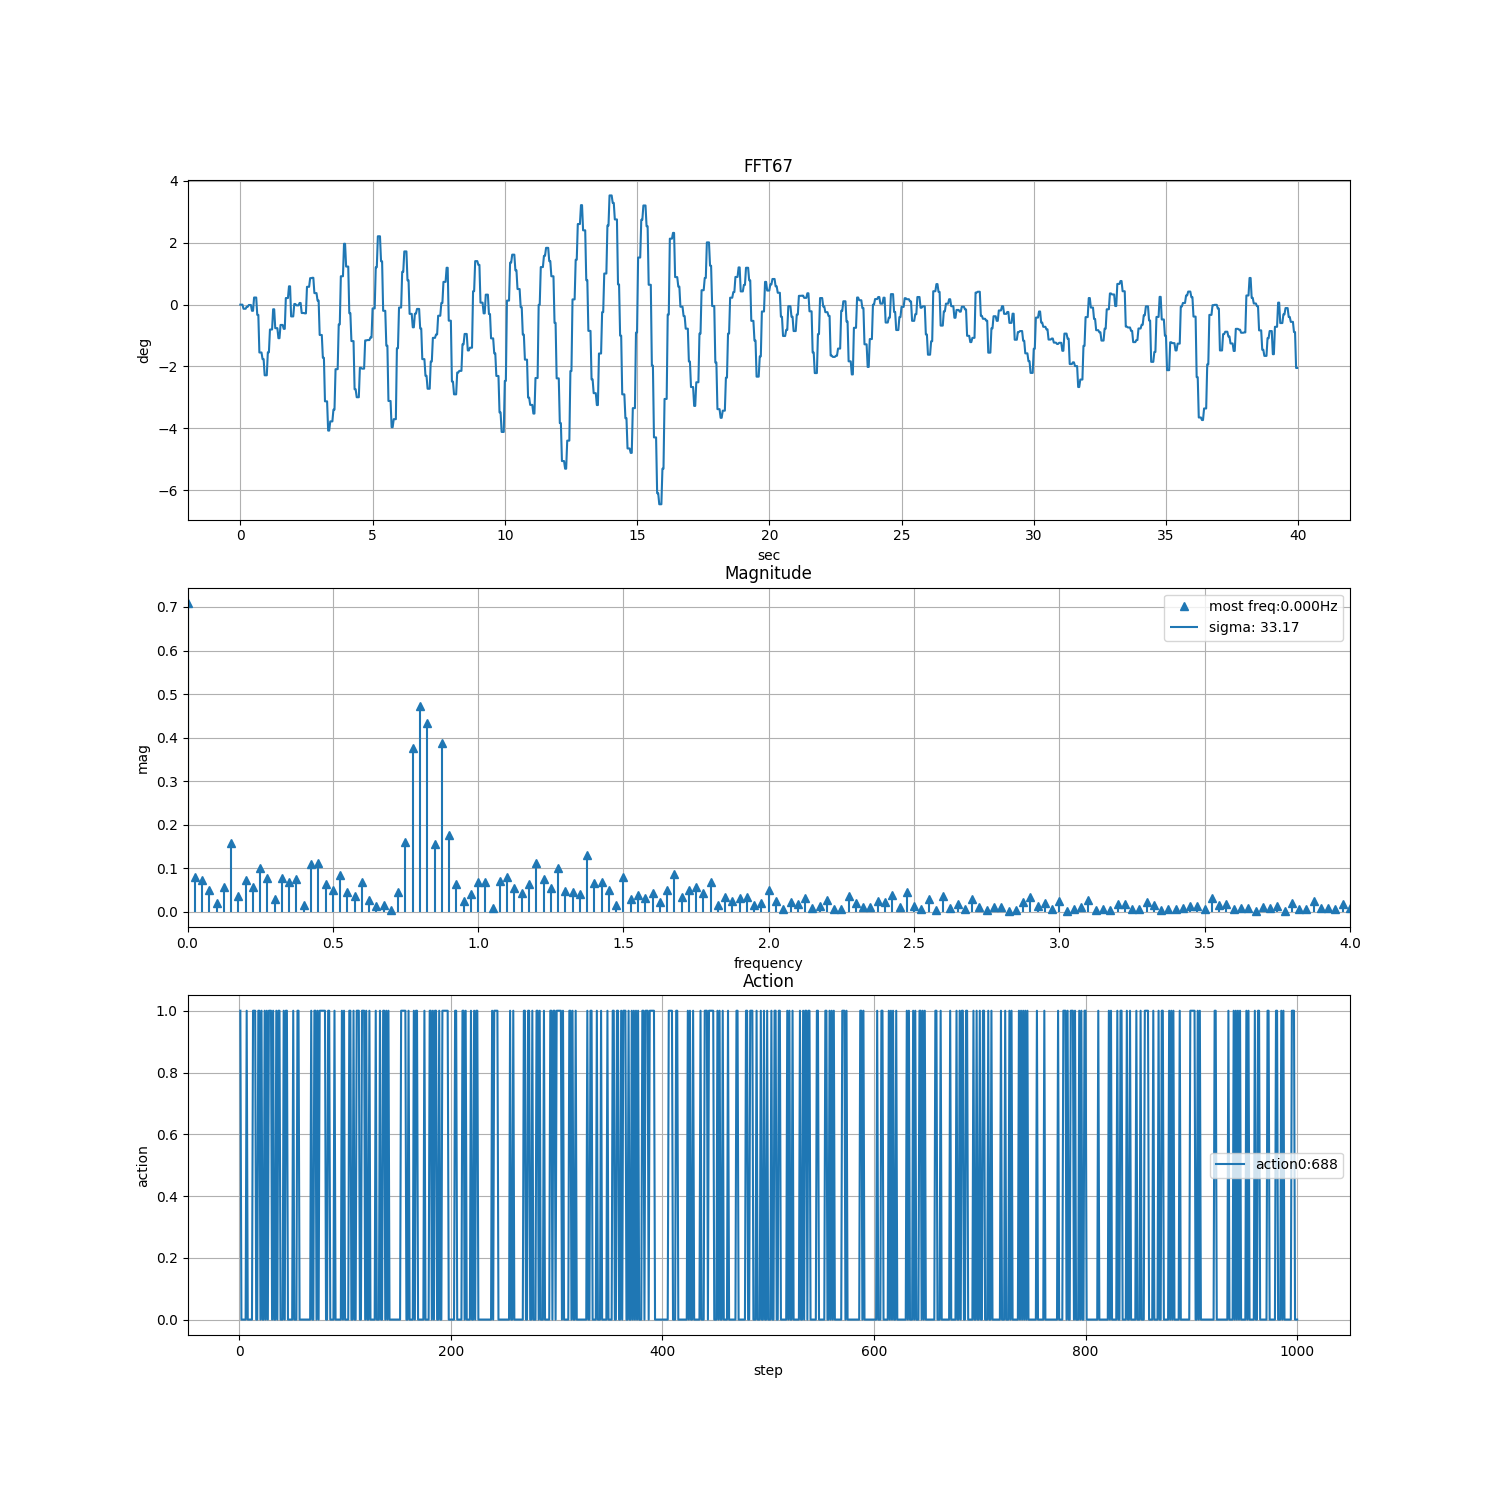 FFT67
4
2
0
−2
−4
−6
deg
0 5 10 15 20 25 30 35 40
sec
Magnitude
0.7
0.6
0.5
0.4
0.3
0.2
0.1
0.0
mag
most freq:0.000Hz
sigma: 33.17
0.0 0.5 1.0 1.5 2.0 2.5 3.0 3.5 4.0
frequency
Action
1.0
0.8
0.6
0.4
0.2
0.0
action
action0:688
0 200 400 600 800 1000
step